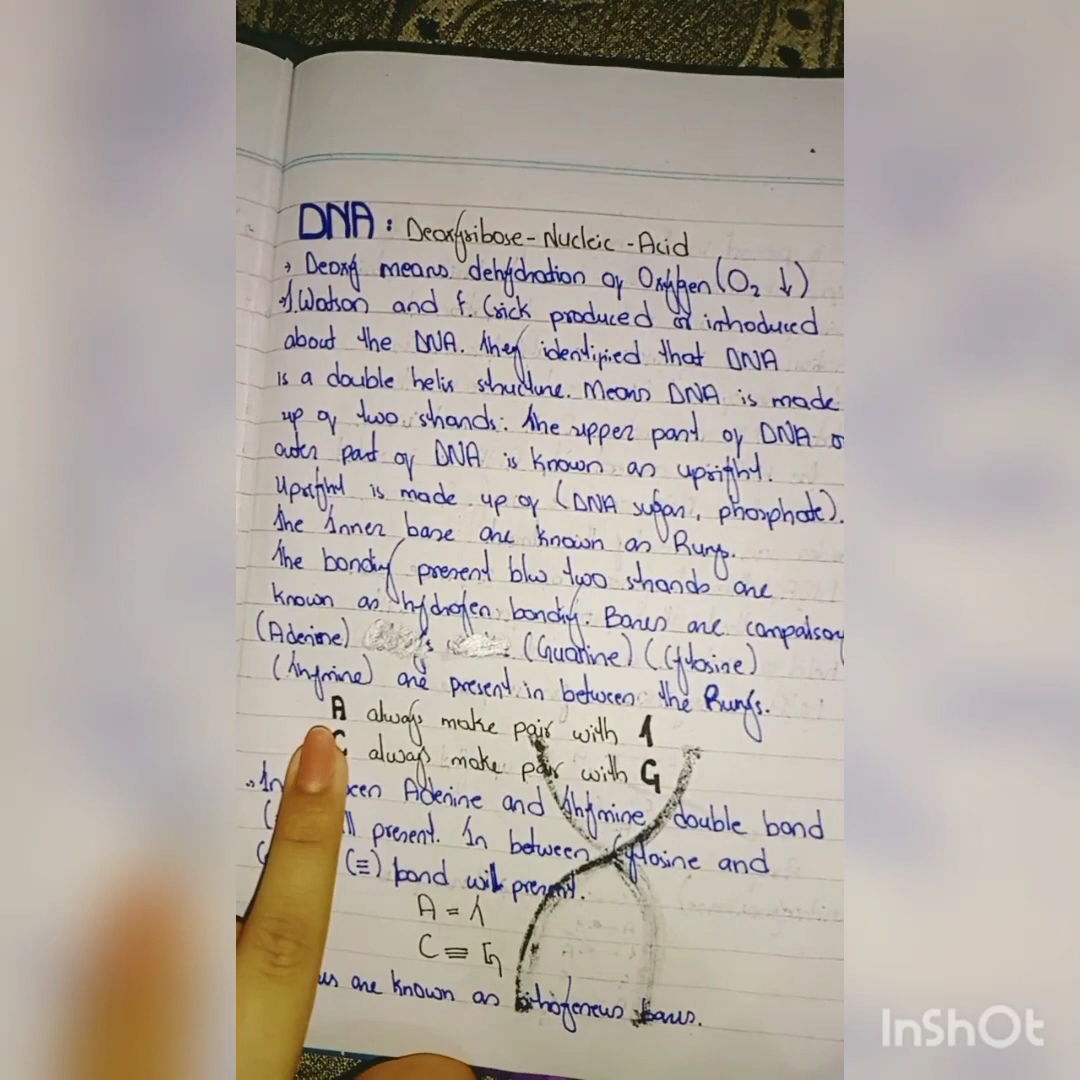 DNA : Deoxyribose - Nucleic - Acid
→ Deoxy means dehydration of Oxygen (O₂ ↓)
→ J. Watson and f. Crick produced or introduced
about the DNA. They identified that DNA
is a double helix structure. Means DNA is made
up of two strands. The upper part of DNA or
outer part of DNA is known as upright.
Upright is made up of (DNA sugar, phosphate).
The Inner base are known as Rungs.
The bonding present b/w two strands are
known as hydrogen bonding. Bases are compulsory
(Adenine) (Guanine) (Cytosine)
(Thymine) are present in between the Rungs.
A always make pair with T
C always make pair with G
In Adenine and Thymine double bond
present. In between Cytosine and
(≡) bond will present.
A = T
C ≡ G
are known as nitrogeneus bases.
InShOt